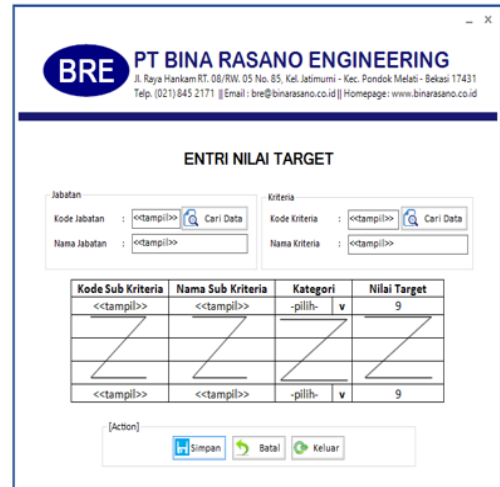 BRE
PT BINA RASANO ENGINEERING
Jl. Raya Hankam RT. 08/RW. 05 No. 85, Kel. Jatimurni - Kec. Pondok Melati - Bekasi 17431
Telp. (021) 845 2171 || Email : bre@binarasano.co.id || Homepage: www.binarasano.co.id
ENTRI NILAI TARGET
Jabatan
Kode Jabatan : <<tampil>> Cari Data
Nama Jabatan : <<tampil>>
Kriteria
Kode Kriteria : <<tampil>> Cari Data
Nama Kriteria : <<tampil>>
Kode Sub Kriteria Nama Sub Kriteria Kategori Nilai Target
<<tampil>> <<tampil>> -pilih- v 9
<<tampil>> <<tampil>> -pilih- v 9
[Action]
Simpan Batal Keluar